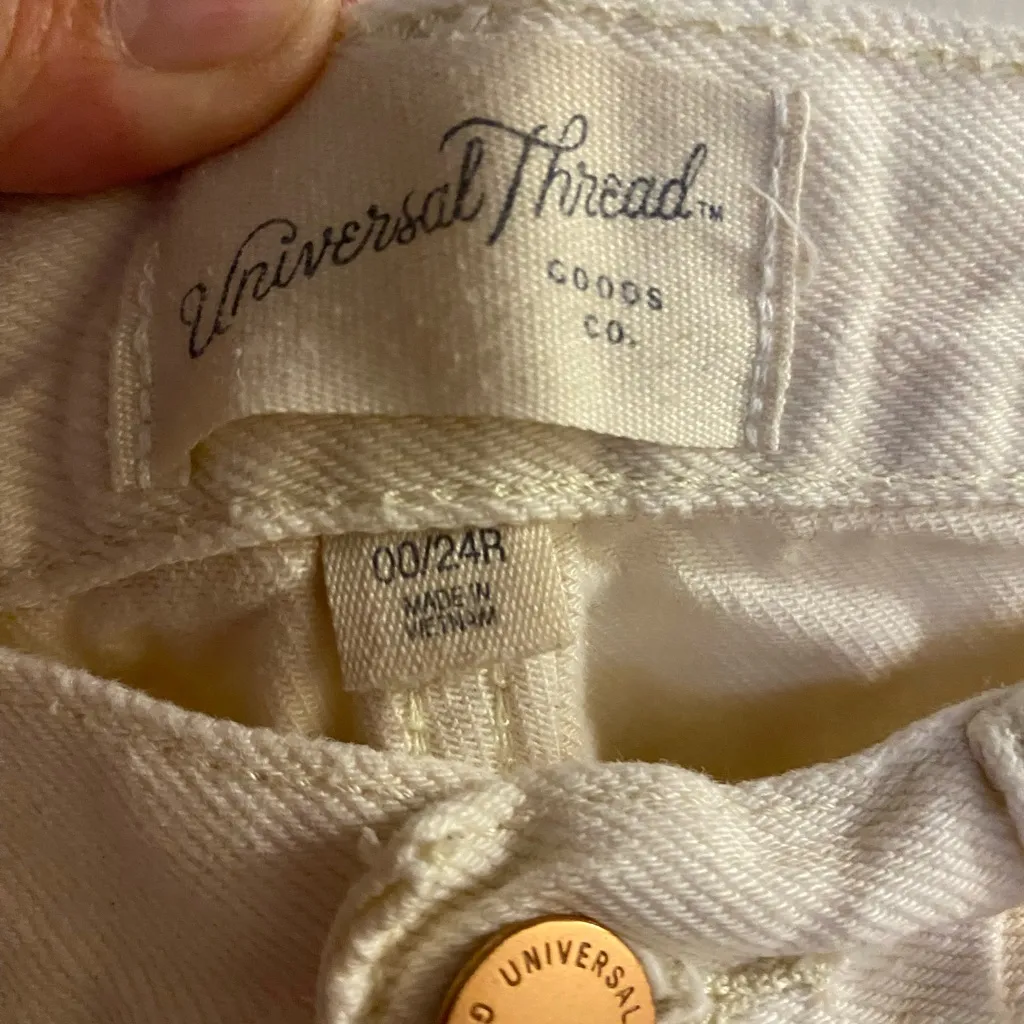 Universal Thread™
GOODS
CO.
00/24R
MADE IN
VIETNAM
UNIVERSAL
G